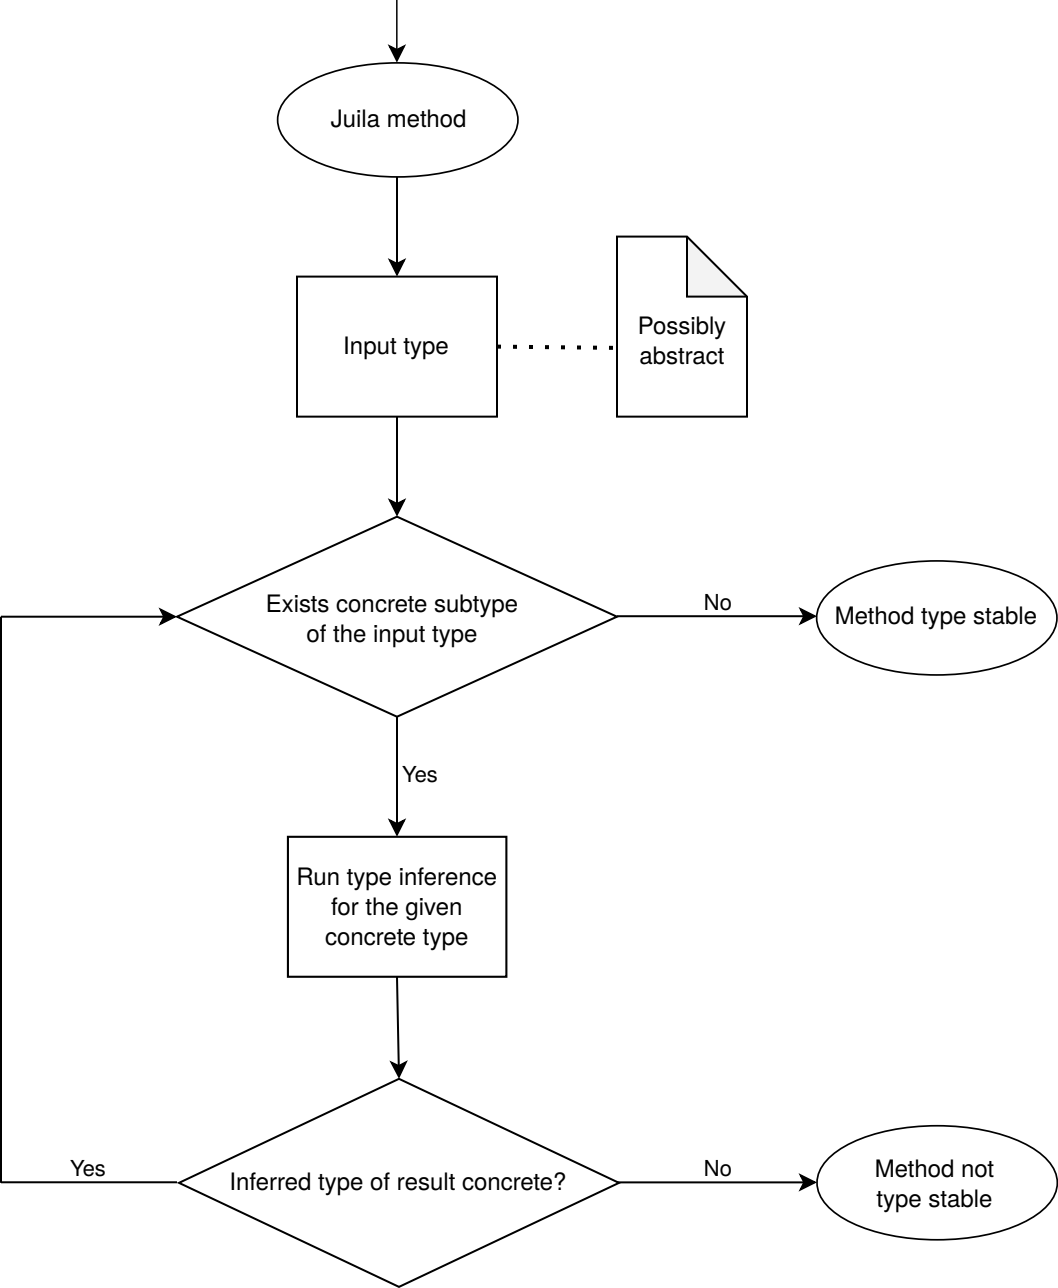 Juila method
Input type
Possibly
abstract
Exists concrete subtype
of the input type
No
Method type stable
Yes
Run type inference
for the given
concrete type
Yes
Inferred type of result concrete?
No
Method not
type stable